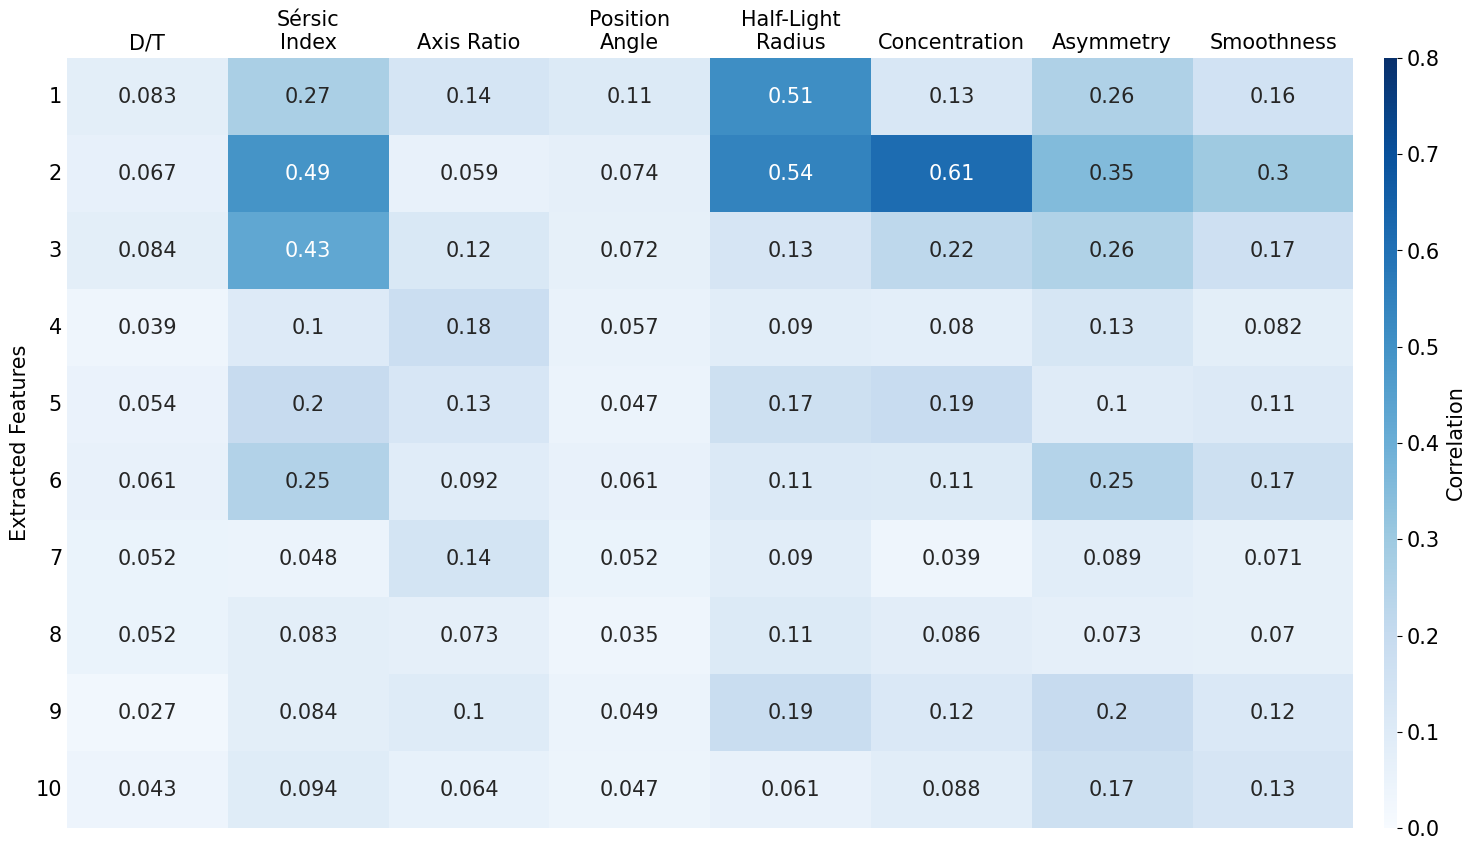 Sérsic Position Half-Light
D/T Index Axis Ratio Angle Radius Concentration Asymmetry Smoothness
1 0.083 0.27 0.14 0.11 0.51 0.13 0.26 0.16
2 0.067 0.49 0.059 0.074 0.54 0.61 0.35 0.3
3 0.084 0.43 0.12 0.072 0.13 0.22 0.26 0.17
4 0.039 0.1 0.18 0.057 0.09 0.08 0.13 0.082
5 0.054 0.2 0.13 0.047 0.17 0.19 0.1 0.11
6 0.061 0.25 0.092 0.061 0.11 0.11 0.25 0.17
7 0.052 0.048 0.14 0.052 0.09 0.039 0.089 0.071
8 0.052 0.083 0.073 0.035 0.11 0.086 0.073 0.07
9 0.027 0.084 0.1 0.049 0.19 0.12 0.2 0.12
10 0.043 0.094 0.064 0.047 0.061 0.088 0.17 0.13
Extracted Features
0.8
0.7
0.6
0.5
0.4
0.3
0.2
0.1
0.0
Correlation